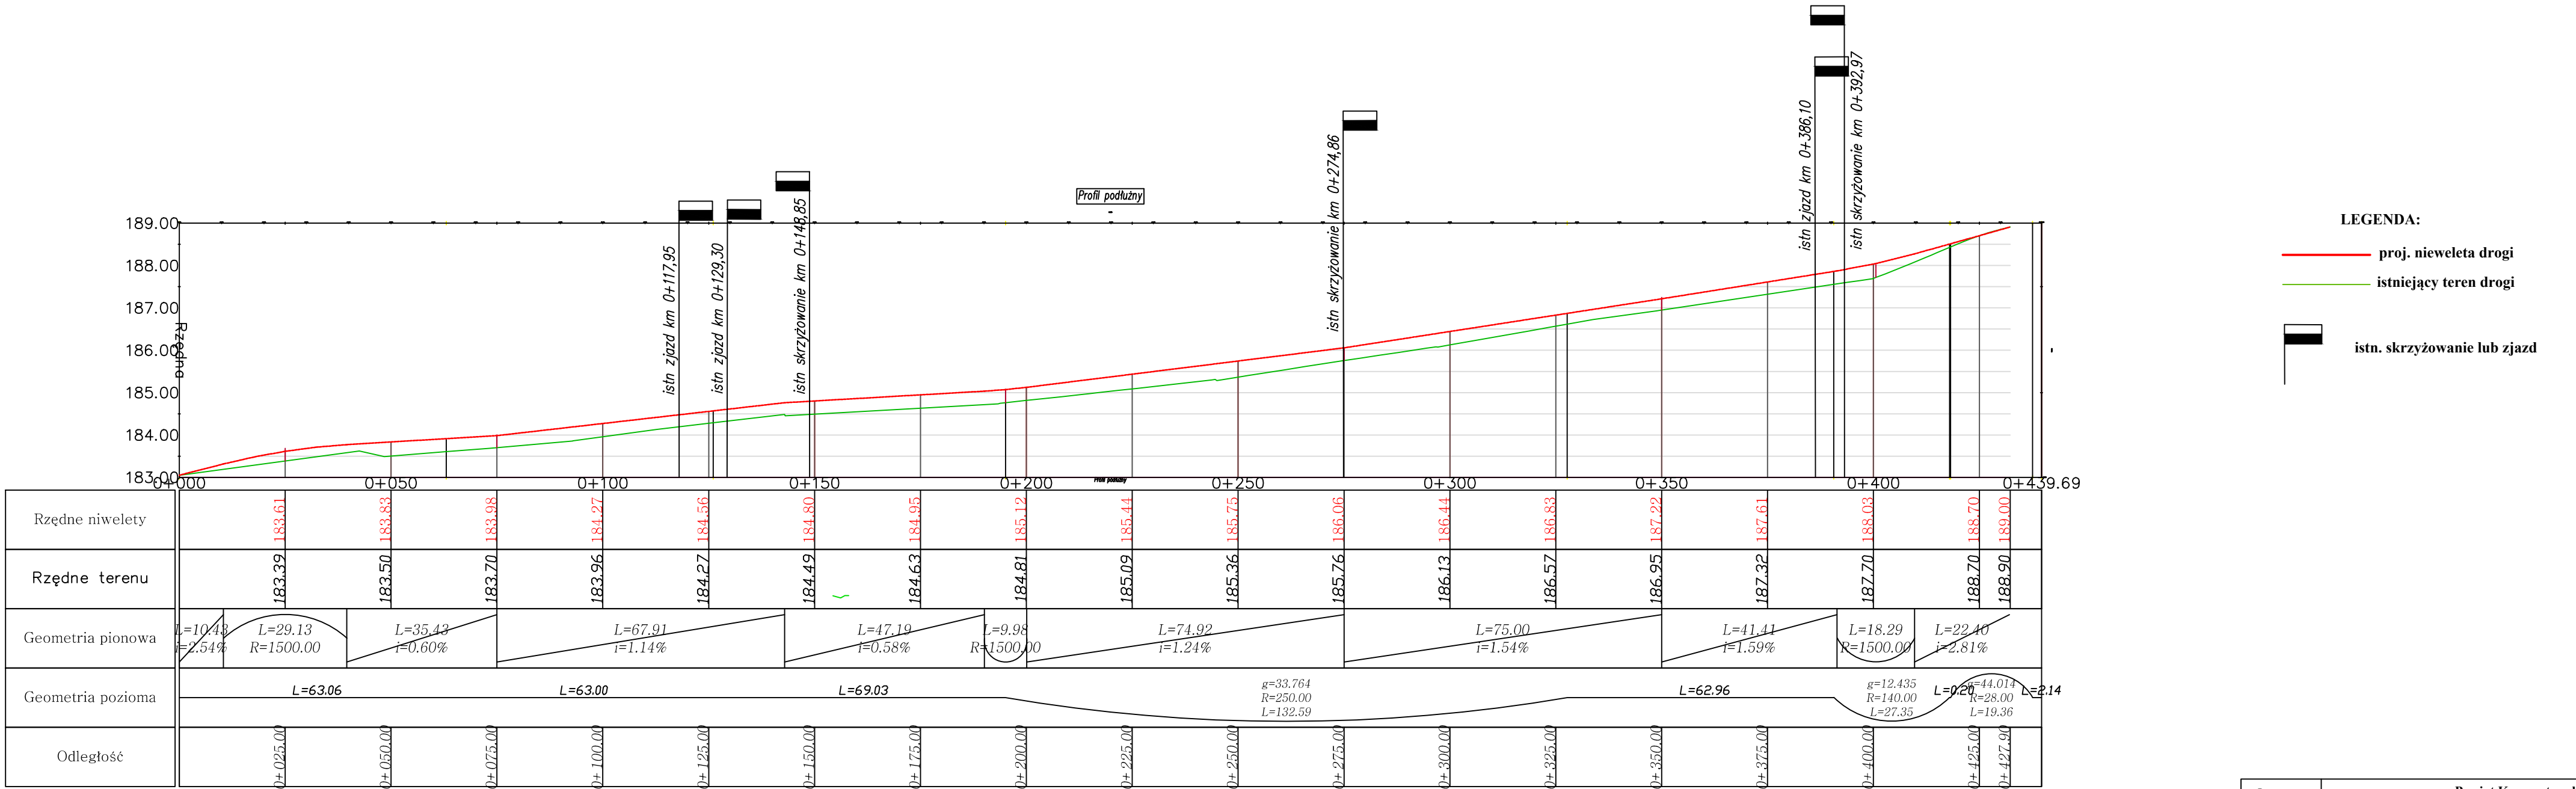 istn zjazd km 0+117,95
istn zjazd km 0+129,30
istn skrzyżowanie km 0+148,85
istn skrzyżowanie km 0+274,86
istn zjazd km 0+386,10
istn skrzyżowanie km 0+392,97
Profil podłużny
LEGENDA:
proj. nieweleta drogi
istniejący teren drogi
istn. skrzyżowanie lub zjazd
189.00
188.00
187.00
186.00
185.00
184.00
183.00
Rzędna
0+000 0+050 0+100 0+150 0+200 0+250 0+300 0+350 0+400 0+439.69
Profil podłużny
Rzędne niwelety 183.61 183.83 183.98 184.27 184.56 184.80 184.95 185.12 185.44 185.75 186.06 186.44 186.83 187.22 187.61 188.03 188.70 189.00
Rzędne terenu 183.39 183.50 183.70 183.96 184.27 184.49 184.63 184.81 185.09 185.36 185.76 186.13 186.57 186.95 187.32 187.70 188.70 188.90
Geometria pionowa
L=10.43 L=29.13 L=35.43 L=67.91 L=47.19 L=9.98 L=74.92 L=75.00 L=41.41 L=18.29 L=22.40
i=2.54% R=1500.00 i=0.60% i=1.14% i=0.58% R=1500.00 i=1.24% i=1.54% i=1.59% R=1500.00 i=2.81%
Geometria pozioma
L=63.06 L=63.00 L=69.03
g=33.764
R=250.00
L=132.59
L=62.96
g=12.435
R=140.00
L=27.35
L=0.20
g=44.014
R=28.00
L=19.36
L=2.14
Odległość 0+025.00 0+050.00 0+075.00 0+100.00 0+125.00 0+150.00 0+175.00 0+200.00 0+225.00 0+250.00 0+275.00 0+300.00 0+325.00 0+350.00 0+375.00 0+400.00 0+425.00 0+427.90